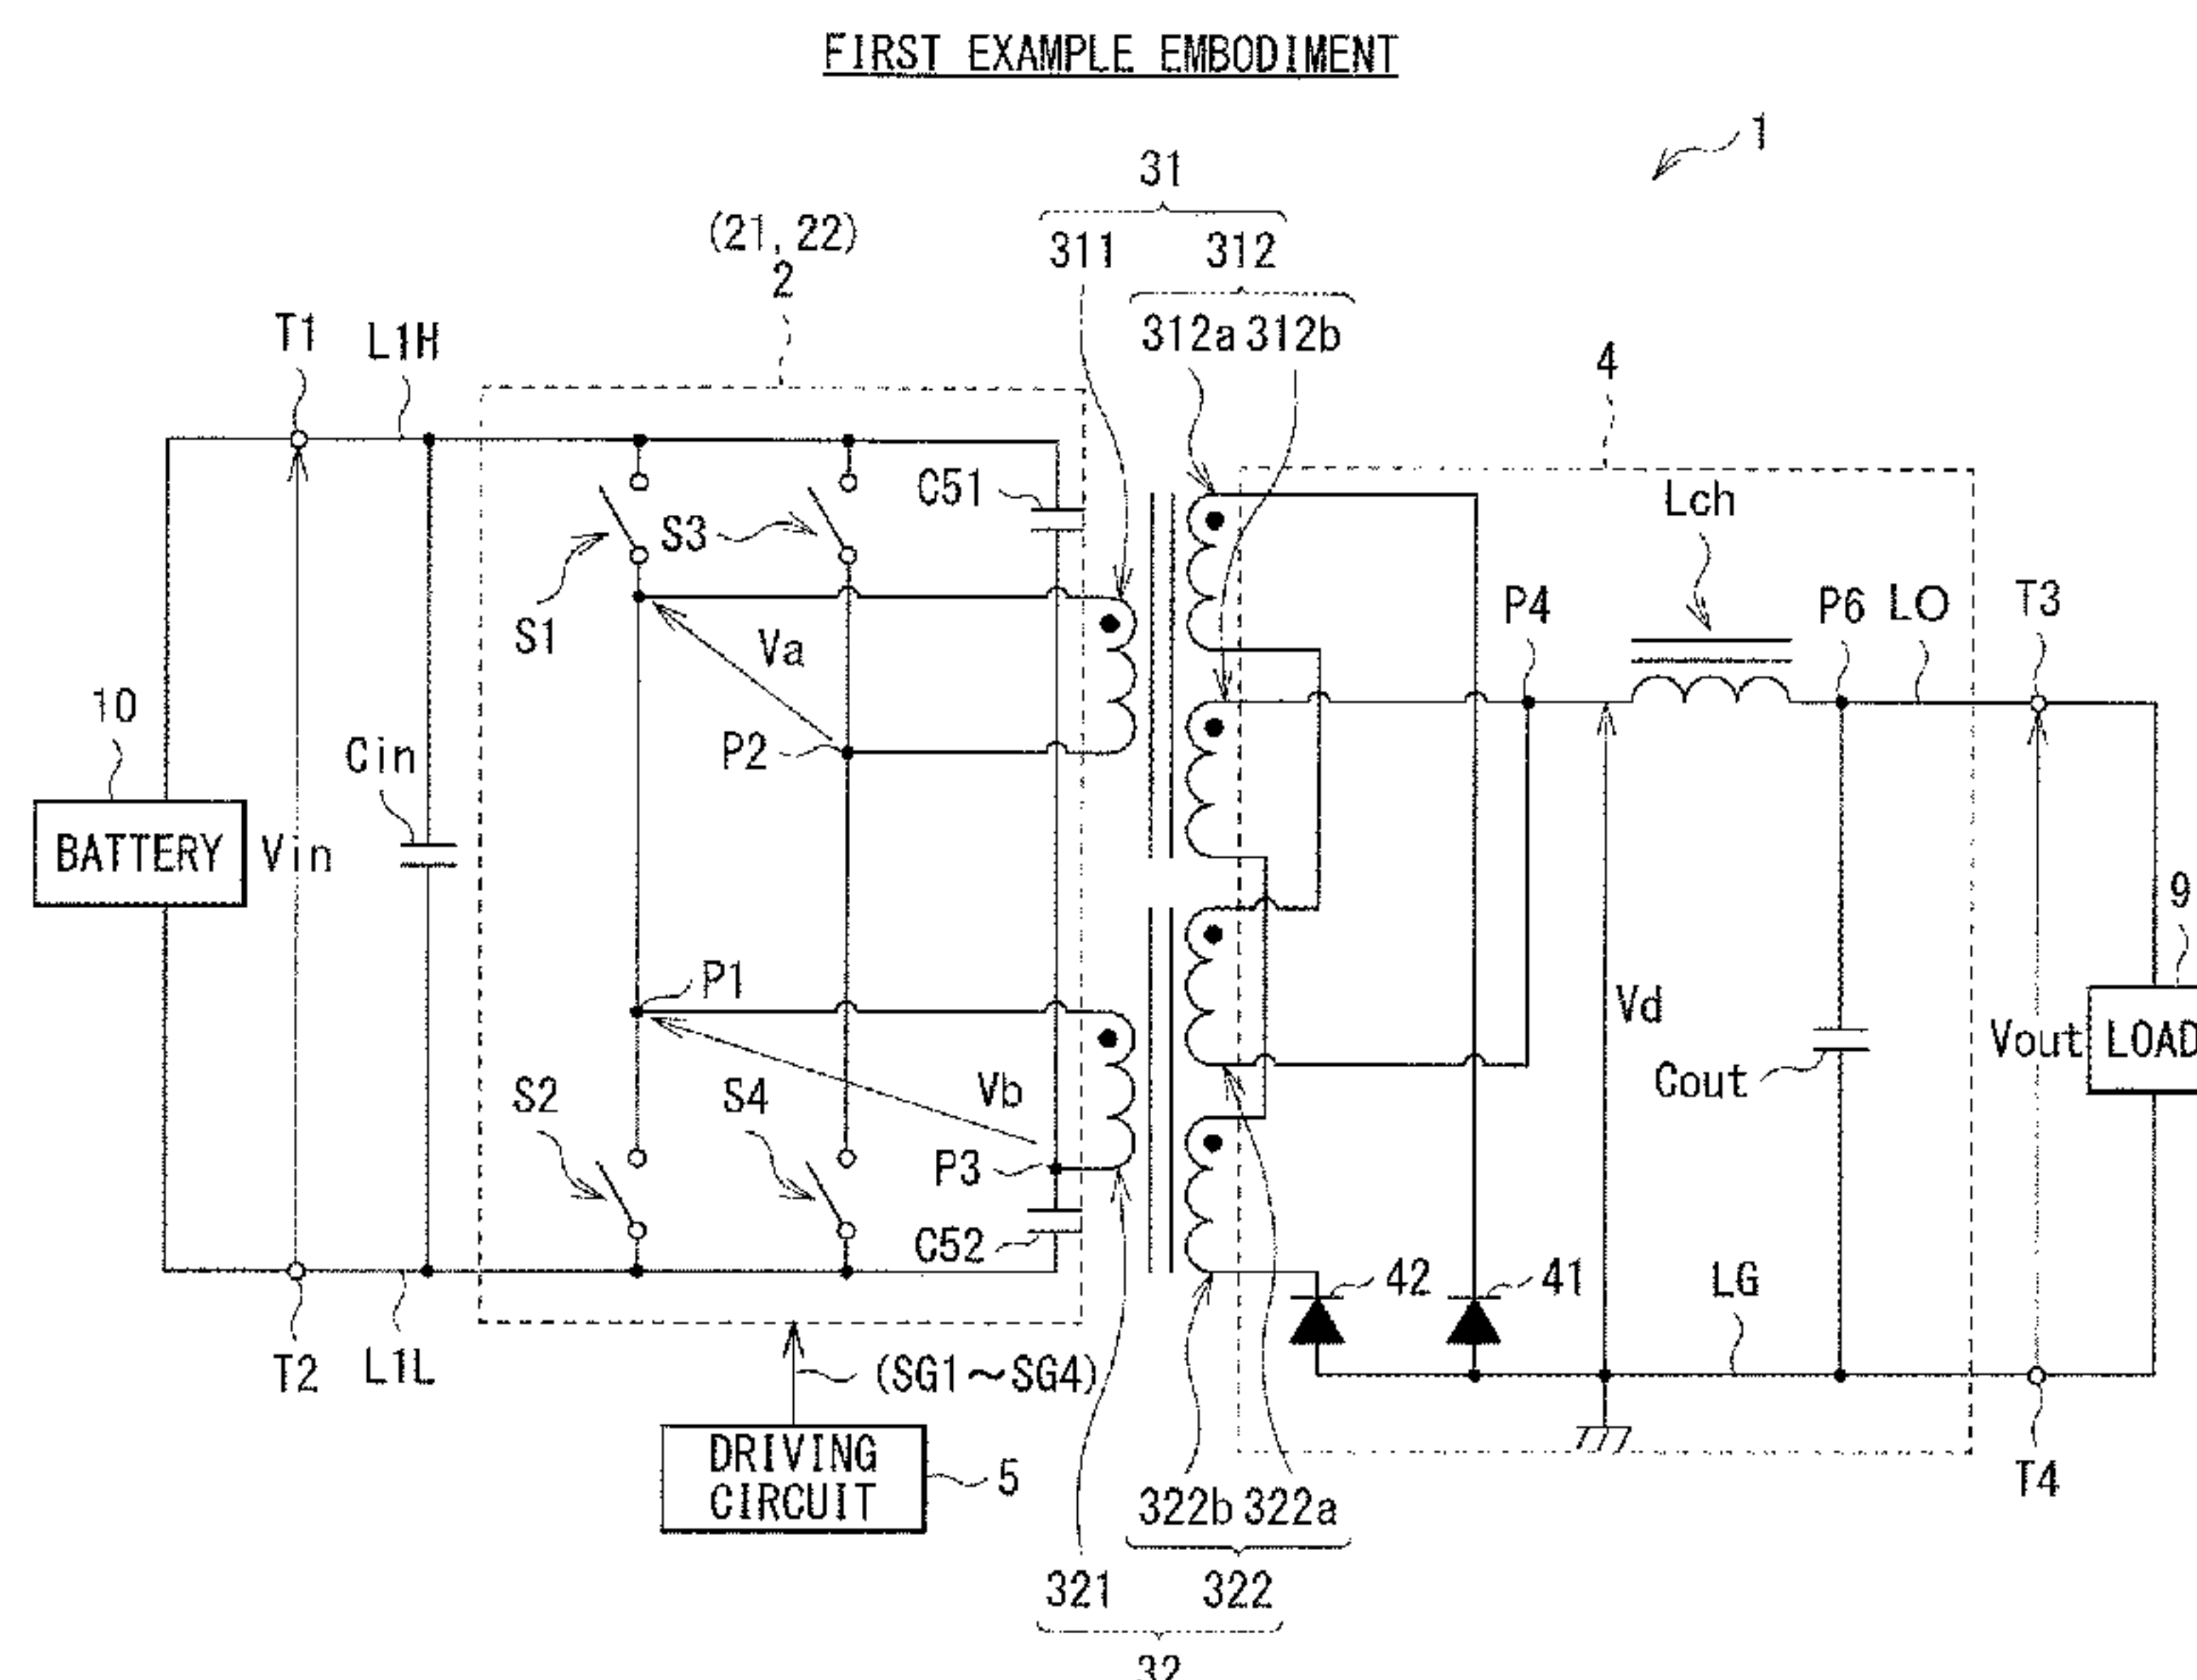 FIRST EXAMPLE EMBODIMENT
1
31
(21, 22)
311 312
2
T1 L1H 312a 312b
4
C51 Lch
S3
S1 P4 P6 LO T3
Va
10 P2
Cin
BATTERY Vin
9
P1
Vd
Vout LOAD
S2 S4 Vb Cout
P3
C52
42 41 LG
T2 L1L (SG1~SG4)
DRIVING
CIRCUIT
5
T4
322b 322a
321 322
32